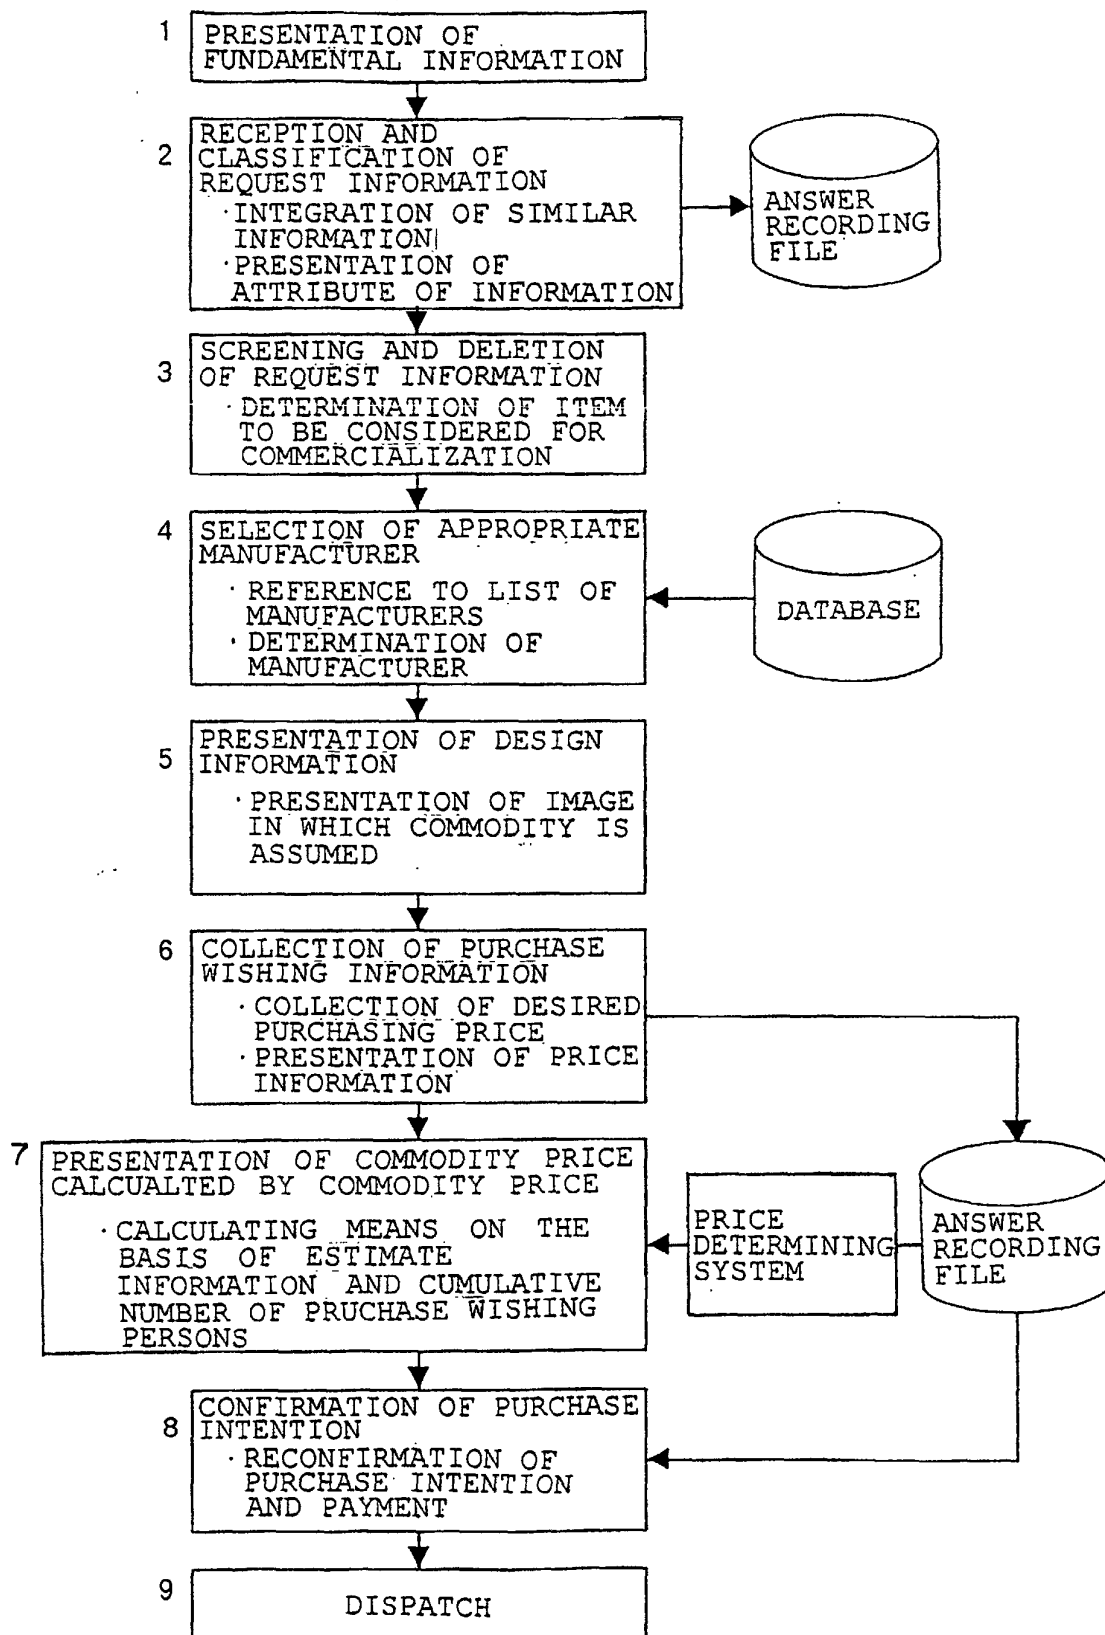 1
PRESENTATION OF
FUNDAMENTAL INFORMATION
2
RECEPTION AND
CLASSIFICATION OF
REQUEST INFORMATION
·INTEGRATION OF SIMILAR
INFORMATION
·PRESENTATION OF
ATTRIBUTE OF INFORMATION
ANSWER
RECORDING
FILE
3
SCREENING AND DELETION
OF REQUEST INFORMATION
·DETERMINATION OF ITEM
TO BE CONSIDERED FOR
COMMERCIALIZATION
4
SELECTION OF APPROPRIATE
MANUFACTURER
·REFERENCE TO LIST OF
MANUFACTURERS
·DETERMINATION OF
MANUFACTURER
DATABASE
5
PRESENTATION OF DESIGN
INFORMATION
·PRESENTATION OF IMAGE
IN WHICH COMMODITY IS
ASSUMED
6
COLLECTION OF PURCHASE
WISHING INFORMATION
·COLLECTION OF DESIRED
PURCHASING PRICE
·PRESENTATION OF PRICE
INFORMATION
7
PRESENTATION OF COMMODITY PRICE
CALCUALTED BY COMMODITY PRICE
·CALCULATING MEANS ON THE
BASIS OF ESTIMATE
INFORMATION AND CUMULATIVE
NUMBER OF PRUCHASE WISHING
PERSONS
PRICE
DETERMINING
SYSTEM
ANSWER
RECORDING
FILE
8
CONFIRMATION OF PURCHASE
INTENTION
·RECONFIRMATION OF
PURCHASE INTENTION
AND PAYMENT
9
DISPATCH